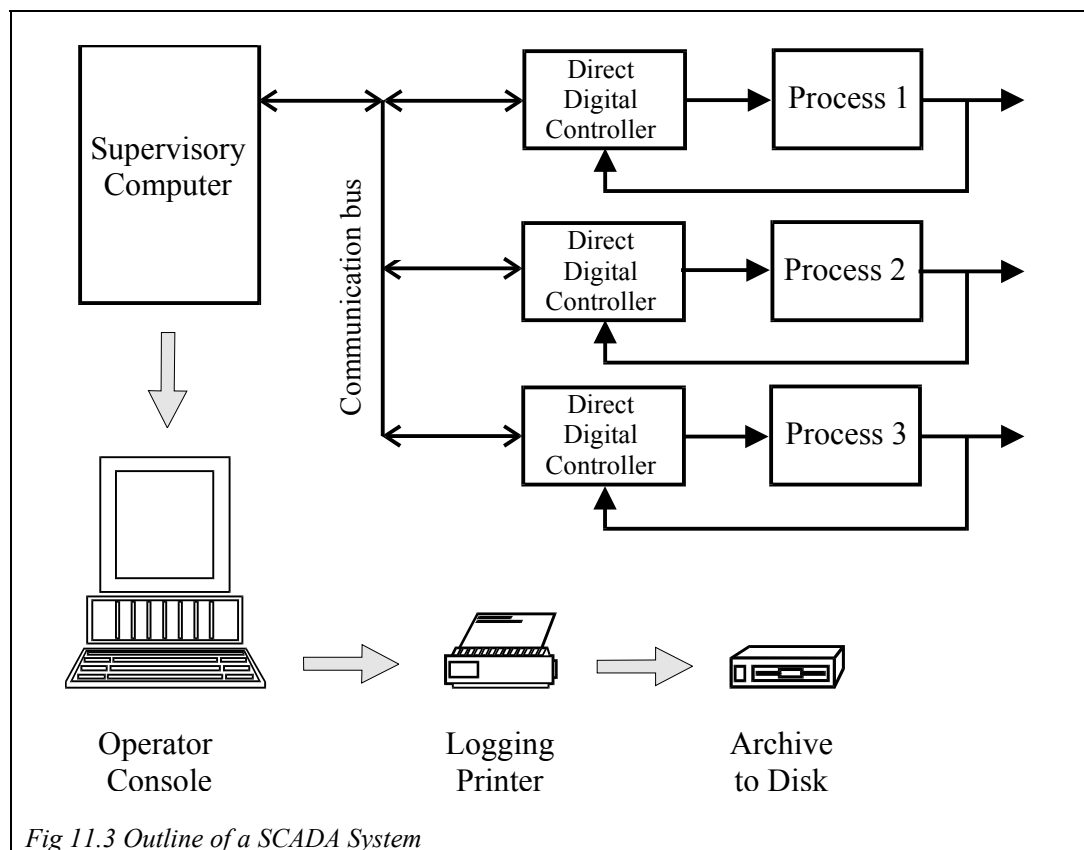 Supervisory
Computer
Communication bus
Direct
Digital
Controller
Process 1
Direct
Digital
Controller
Process 2
Direct
Digital
Controller
Process 3
Operator
Console
Logging
Printer
Archive
to Disk
Fig 11.3 Outline of a SCADA System